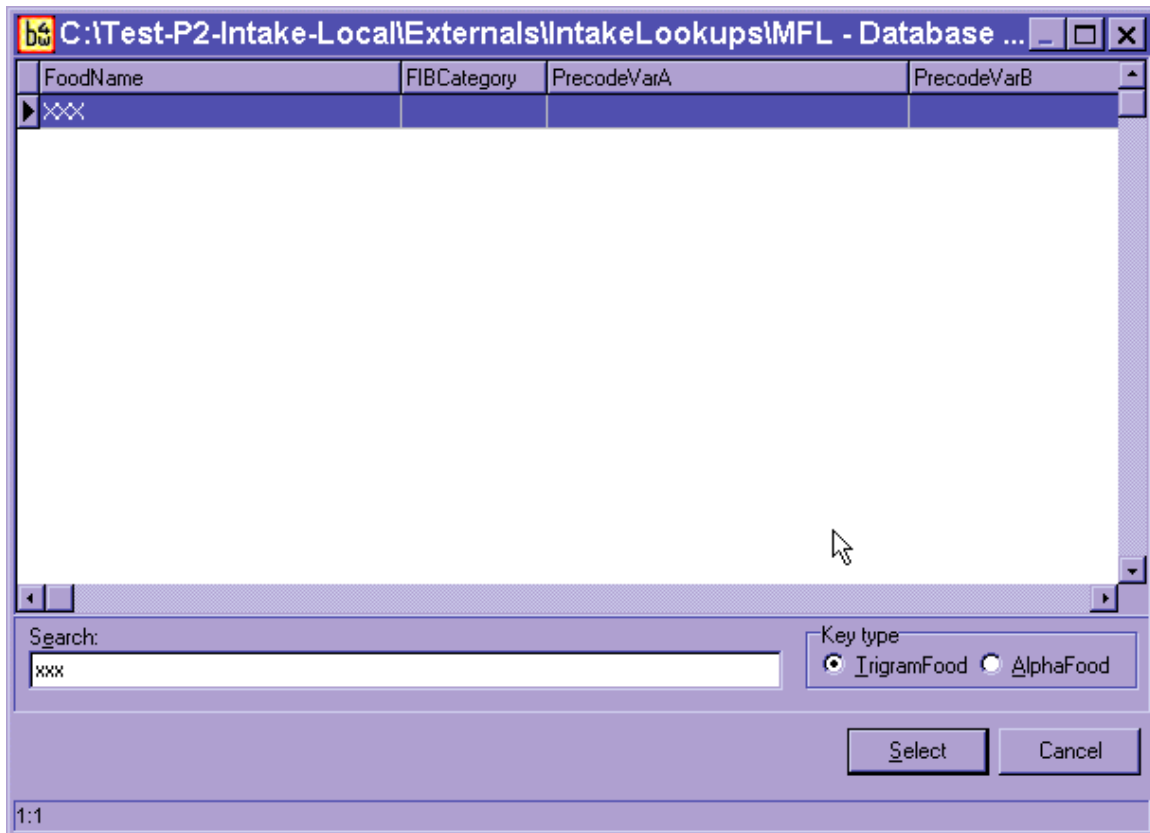 b4w C:\Test-P2-Intake-Local\Externals\IntakeLookups\MFL - Database ...
FoodName FIBCategory PrecodeVarA PrecodeVarB
XXX
Search:
xxx
Key type
TrigramFood AlphaFood
Select Cancel
1:1